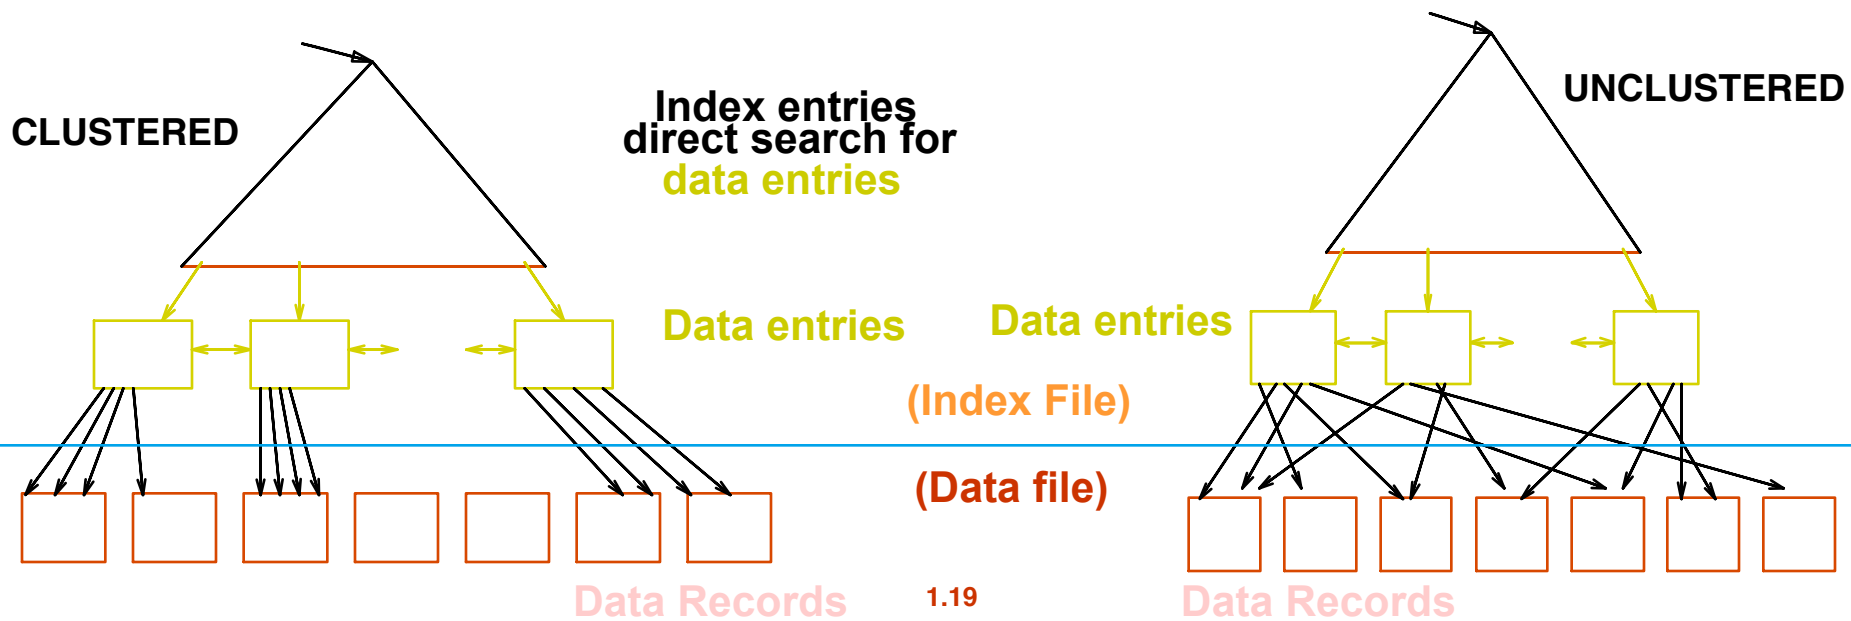 CLUSTERED
Index entries
direct search for
data entries
UNCLUSTERED
Data entries
Data entries
(Index File)
(Data file)
Data Records
1.19
Data Records